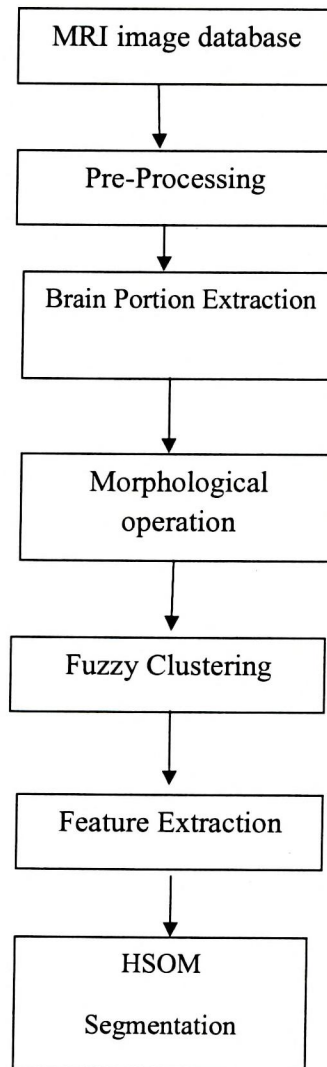 MRI image database
Pre-Processing
Brain Portion Extraction
Morphological
operation
Fuzzy Clustering
Feature Extraction
HSOM
Segmentation